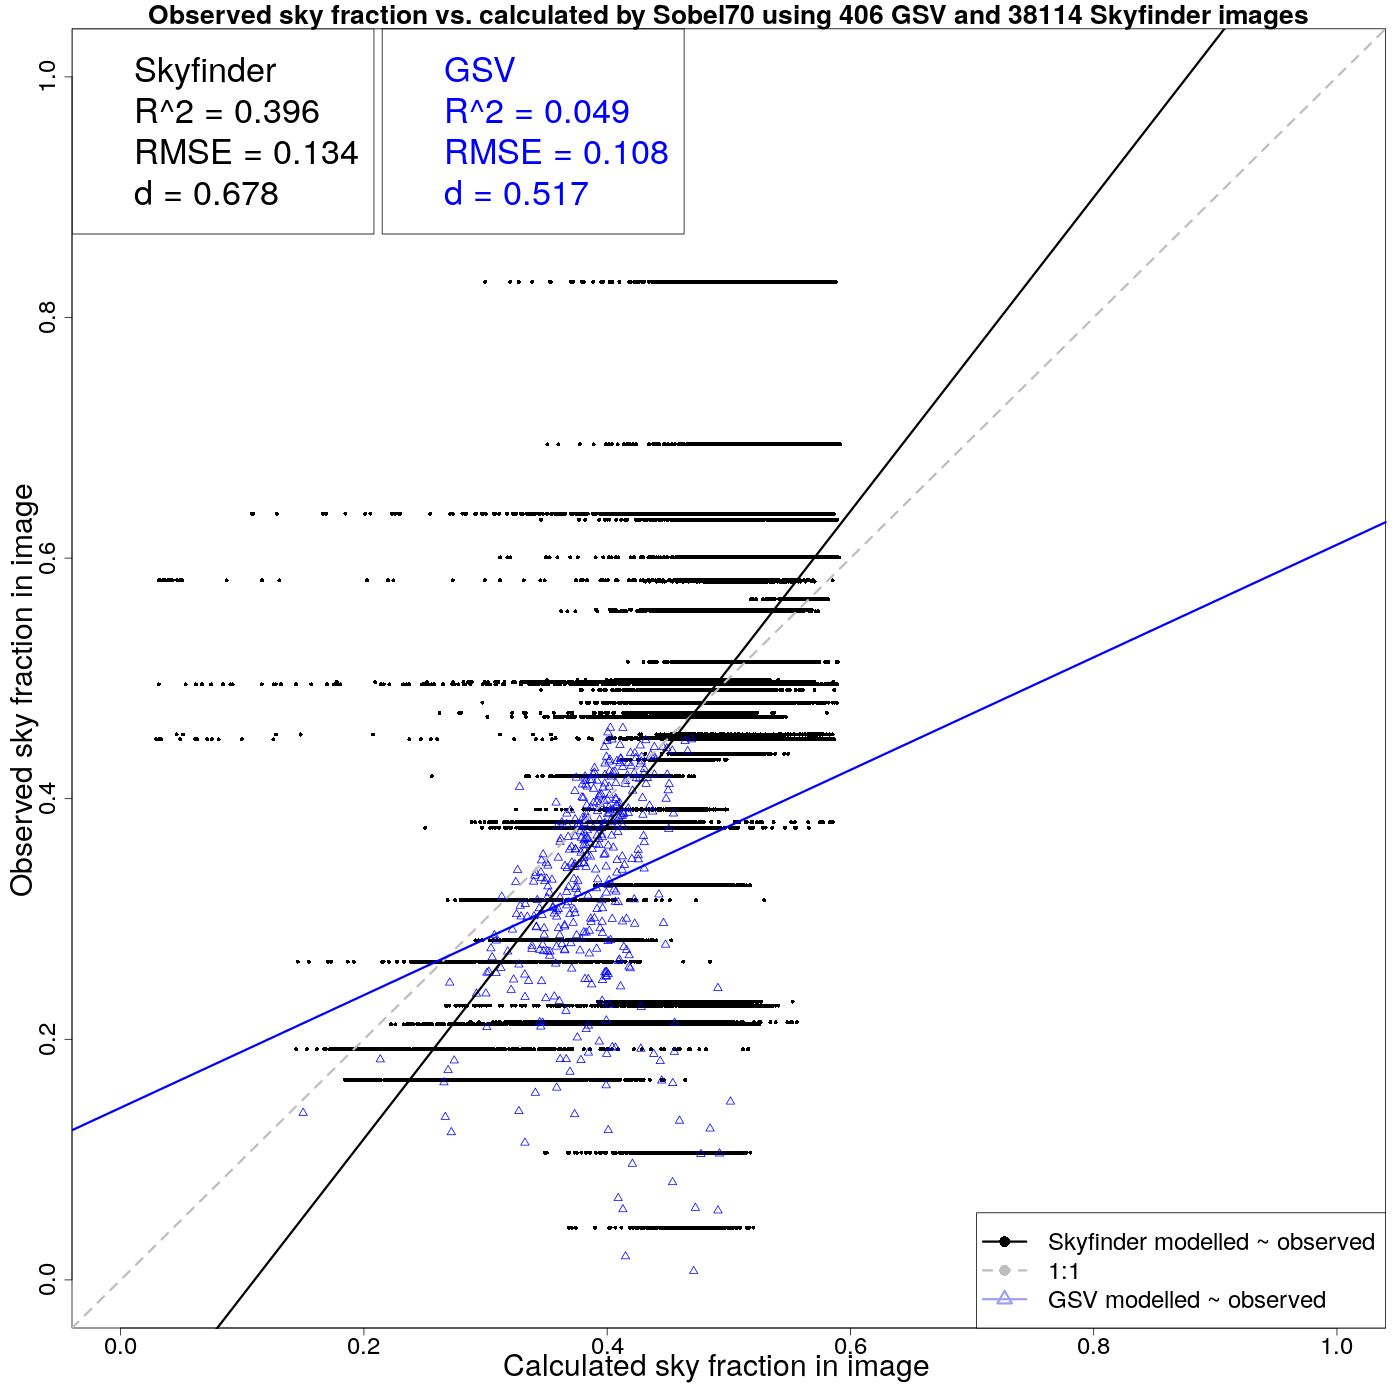 Observed sky fraction vs. calculated by Sobel70 using 406 GSV and 38114 Skyfinder images
Skyfinder
R^2 = 0.396
RMSE = 0.134
d = 0.678
GSV
R^2 = 0.049
RMSE = 0.108
d = 0.517
Observed sky fraction in image
1.0
0.8
0.6
0.4
0.2
0.0
Skyfinder modelled ~ observed
1:1
GSV modelled ~ observed
0.0 0.2 0.4 0.6 0.8 1.0
Calculated sky fraction in image